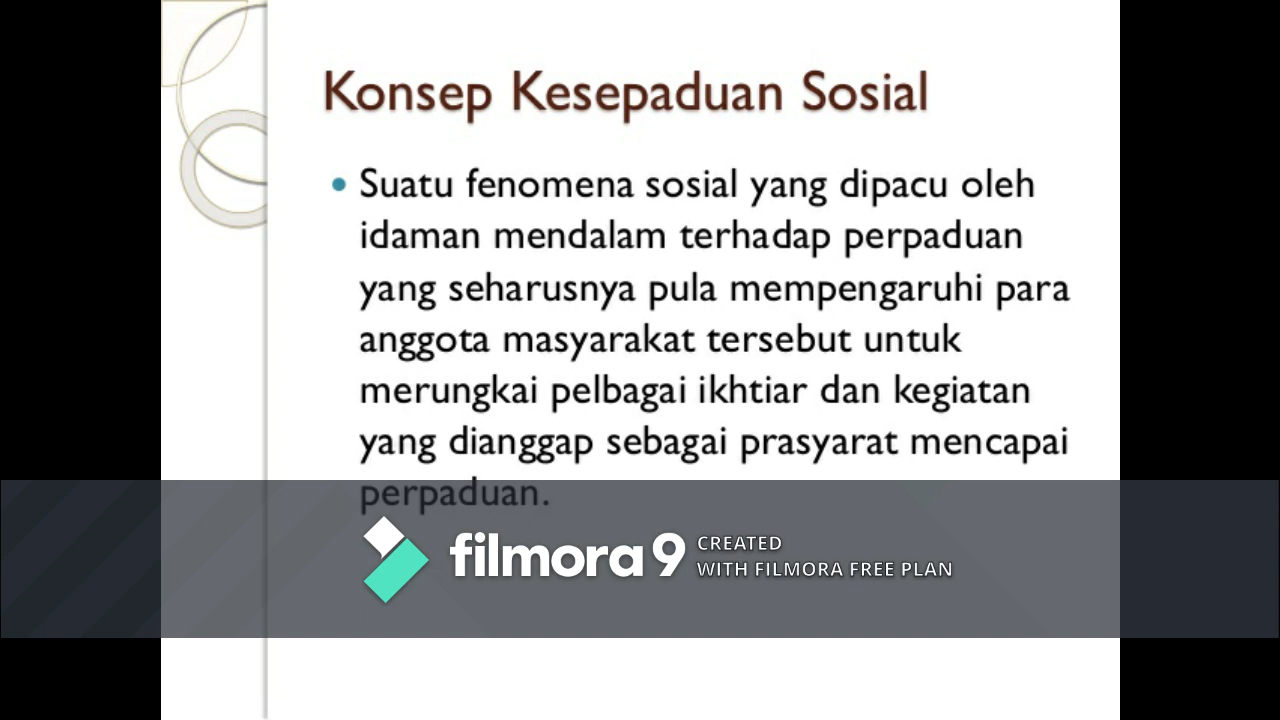 Konsep Kesepaduan Sosial
• Suatu fenomena sosial yang dipacu oleh
idaman mendalam terhadap perpaduan
yang seharusnya pula mempengaruhi para
anggota masyarakat tersebut untuk
merungkai pelbagai ikhtiar dan kegiatan
yang dianggap sebagai prasyarat mencapai
perpaduan.
filmora9 CREATED
WITH FILMORA FREE PLAN